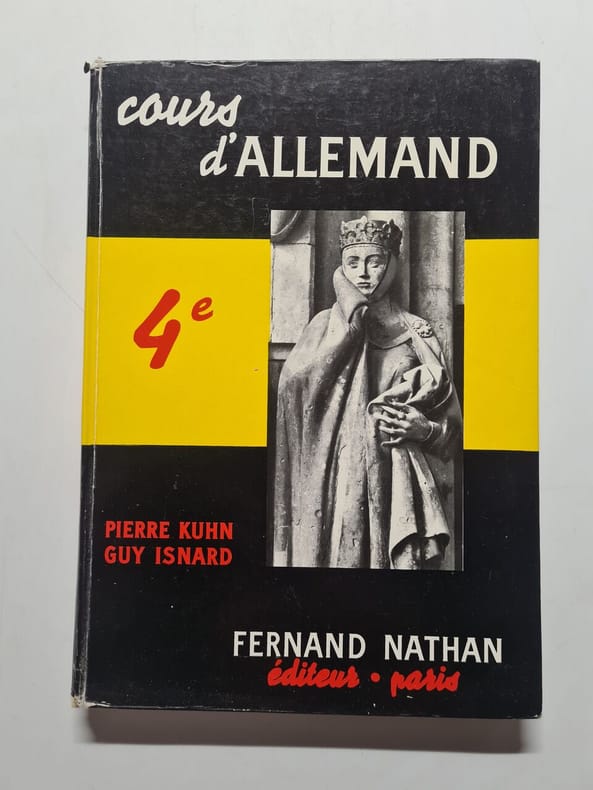 cours
d'ALLEMAND
4e
PIERRE KUHN
GUY ISNARD
FERNAND NATHAN
éditeur • paris